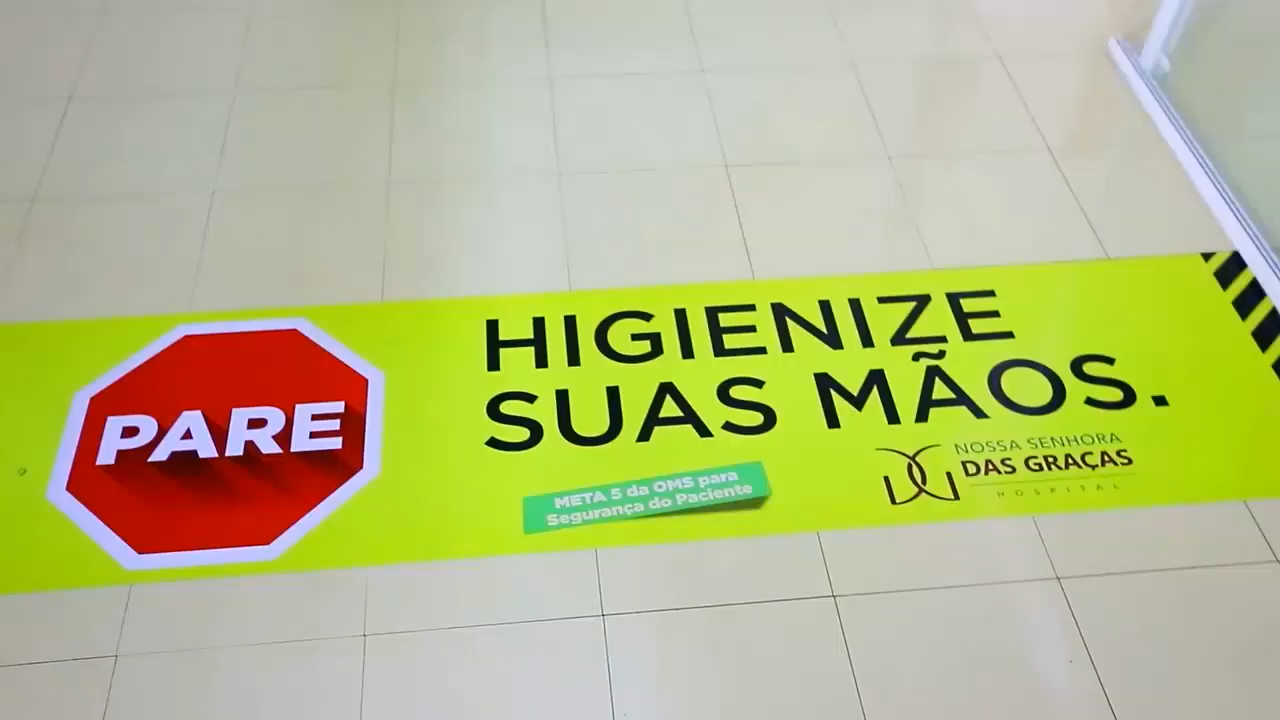 PARE
HIGIENIZE
SUAS MÃOS.
META 5 da OMS para
Segurança do Paciente
NOSSA SENHORA
DAS GRAÇAS
HOSPITAL